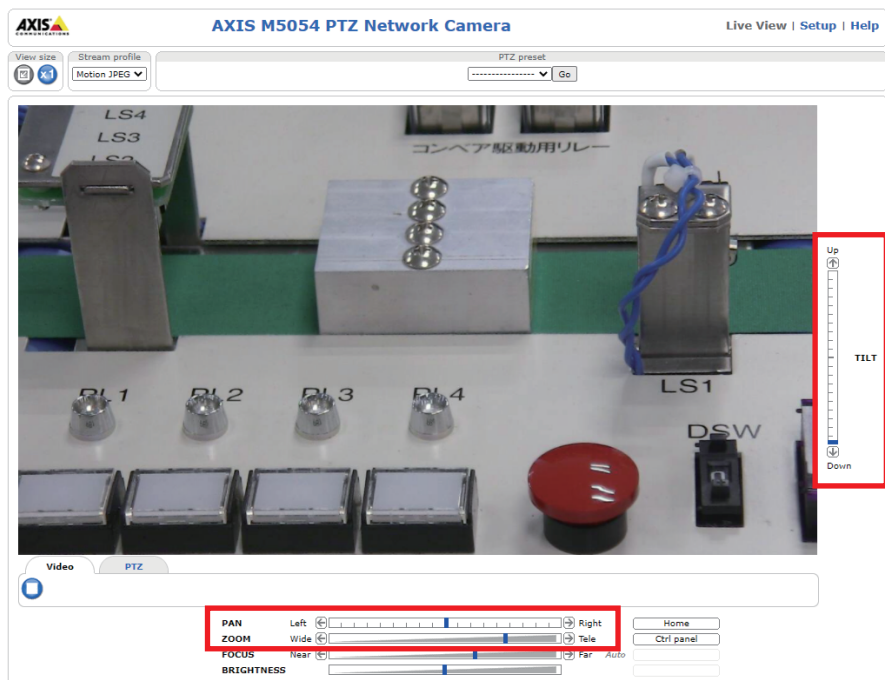 AXIS
COMMUNICATIONS
AXIS M5054 PTZ Network Camera
Live View | Setup | Help
View size
Stream profile
PTZ preset
x1
Motion JPEG
---------------- Go
LS4
LS3
コンベア駆動用リレー
Up
TILT
Down
PL1
PL2
PL3
PL4
LS1
DSW
Video
PTZ
PAN Left Right Home
ZOOM Wide Tele Ctrl panel
FOCUS Near Far Auto
BRIGHTNESS